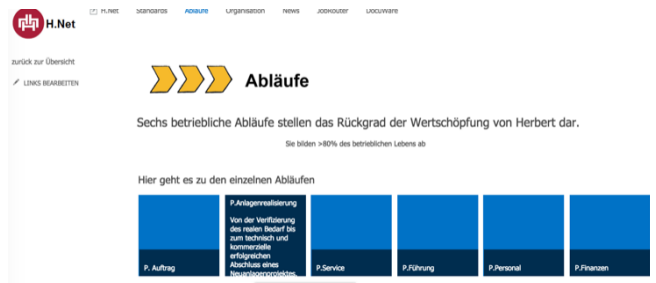 H.Net
H.Net Standards Abläufe Organisation News JobRouter DocuWare
zurück zur Übersicht
LINKS BEARBEITEN
Abläufe
Sechs betriebliche Abläufe stellen das Rückgrad der Wertschöpfung von Herbert dar.
Sie bilden >80% des betrieblichen Lebens ab
Hier geht es zu den einzelnen Abläufen
P. Auftrag
P.Anlagenrealisierung
Von der Verifizierung
des realen Bedarf bis
zum technisch und
kommerzielle
erfolgreichen
Abschluss eines
Neuanlagenprojektes.
P.Service
P.Führung
P.Personal
P.Finanzen